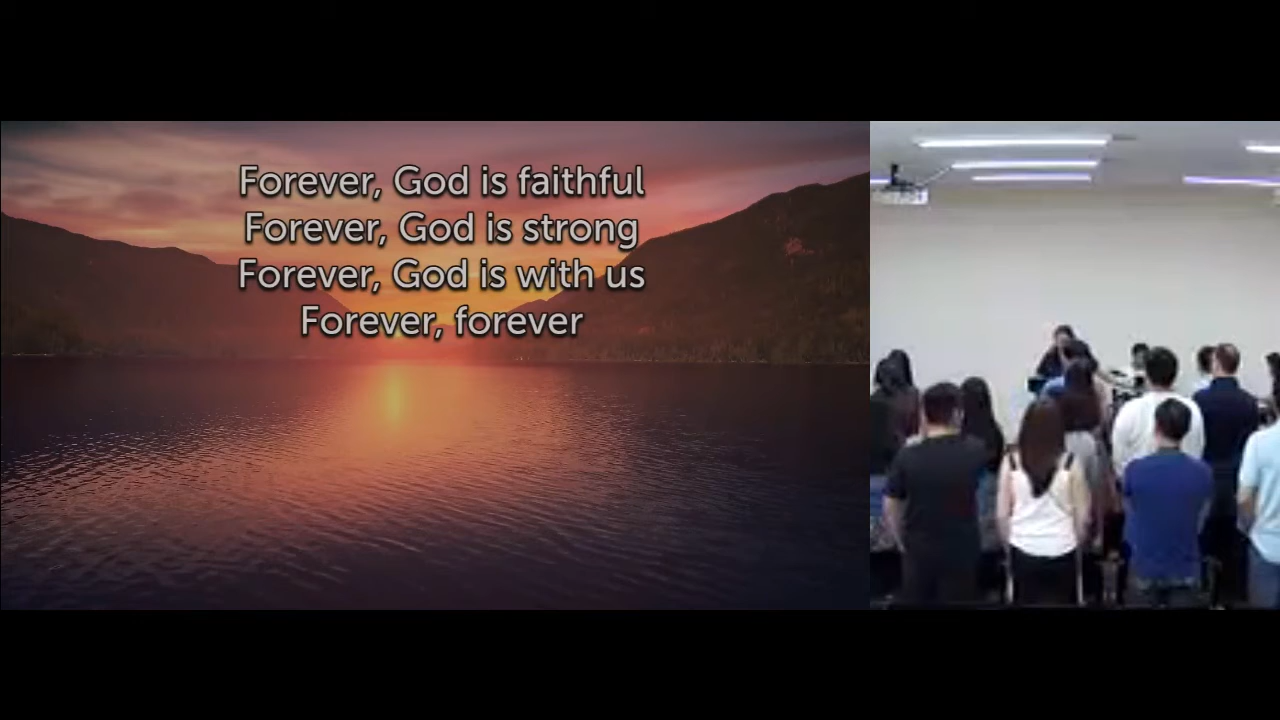 Forever, God is faithful
Forever, God is strong
Forever, God is with us
Forever, forever